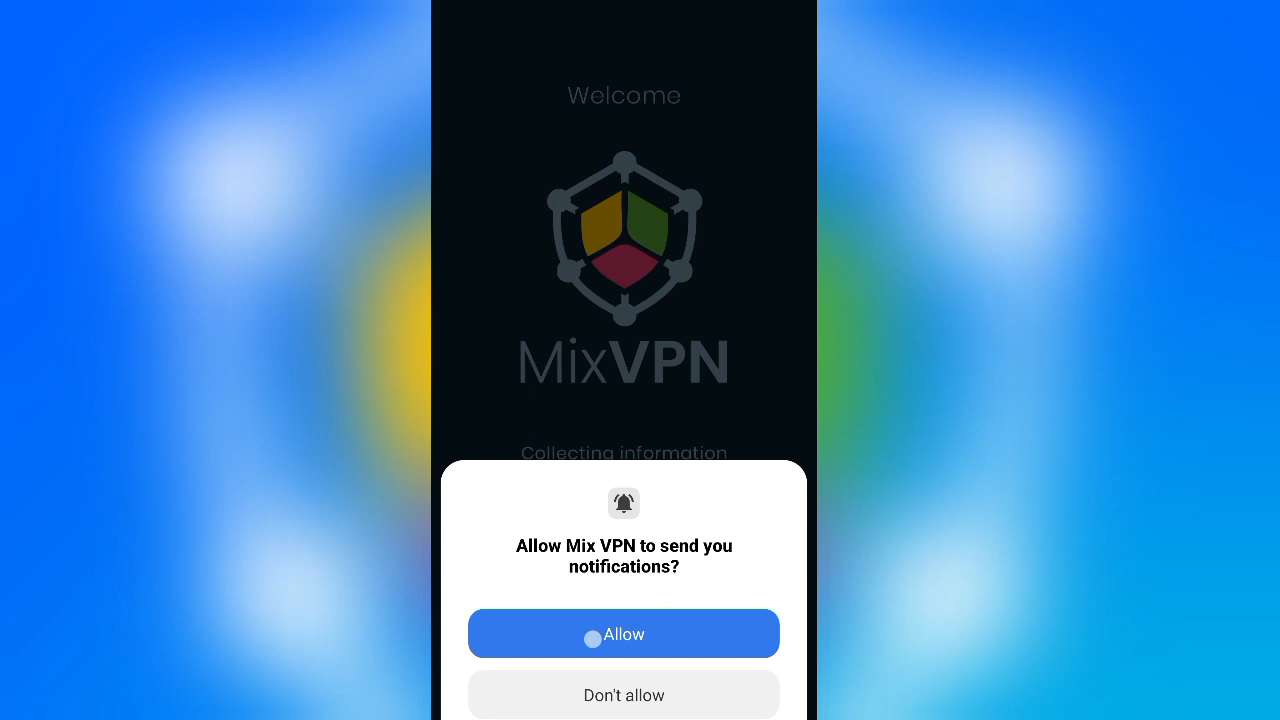 Welcome
MixVPN
Collecting information
Allow Mix VPN to send you
notifications?
Allow
Don't allow